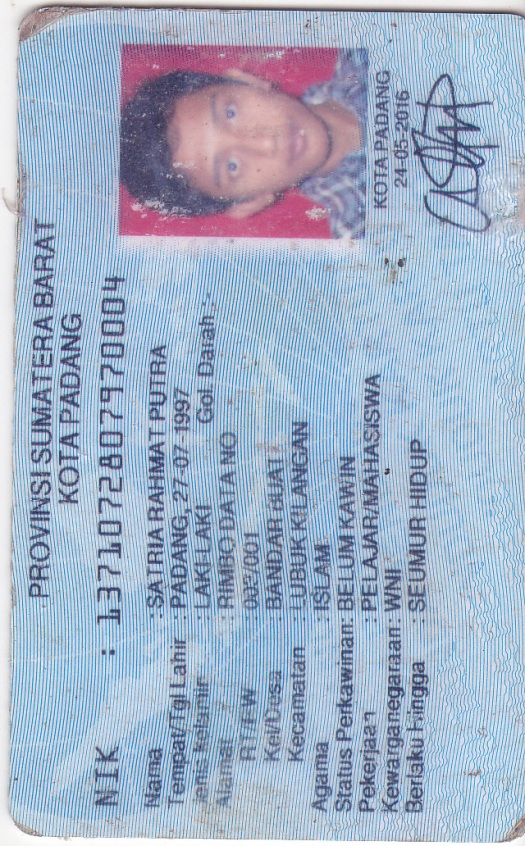 PROVINSI SUMATERA BARAT
KOTA PADANG
NIK : 1371072807970004
Nama : SATRIA RAHMAT PUTRA
Tempat/Tgl Lahir : PADANG, 27-07-1997
Jenis kelamin : LAKI-LAKI Gol. Darah :-
Alamat : RIMBO DATA NO
RT/RW : 003/001
Kel/Desa : BANDAR BUAT
Kecamatan : LUBUK KILANGAN
Agama : ISLAM
Status Perkawinan: BELUM KAWIN
Pekerjaan : PELAJAR/MAHASISWA
Kewarganegaraan: WNI
Berlaku Hingga : SEUMUR HIDUP
KOTA PADANG
24-05-2016